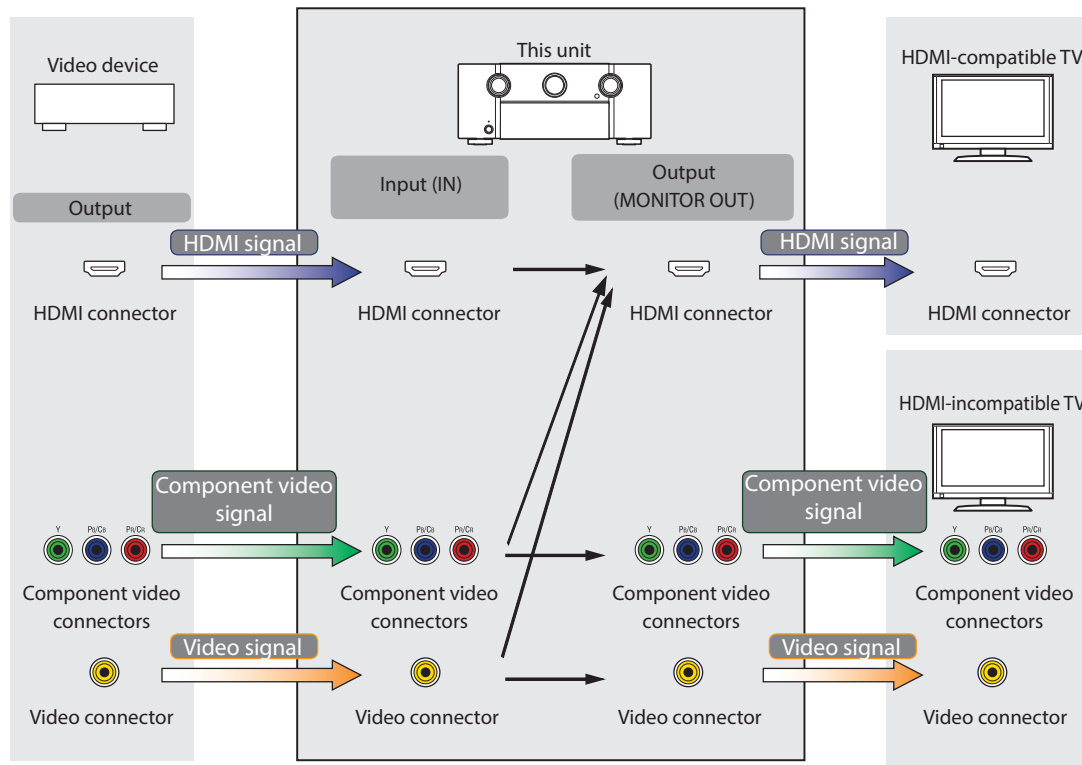 Video device
This unit
HDMI-compatible TV
Output
Input (IN)
Output
(MONITOR OUT)
HDMI signal
HDMI signal
HDMI connector
HDMI connector
HDMI connector
HDMI connector
HDMI-incompatible TV
Component video
signal
Component video
signal
Y PB/CB PR/CR
Y PB/CB PR/CR
Y PB/CB PR/CR
Y PB/CB PR/CR
Component video
connectors
Component video
connectors
Component video
connectors
Component video
connectors
Video signal
Video signal
Video connector
Video connector
Video connector
Video connector